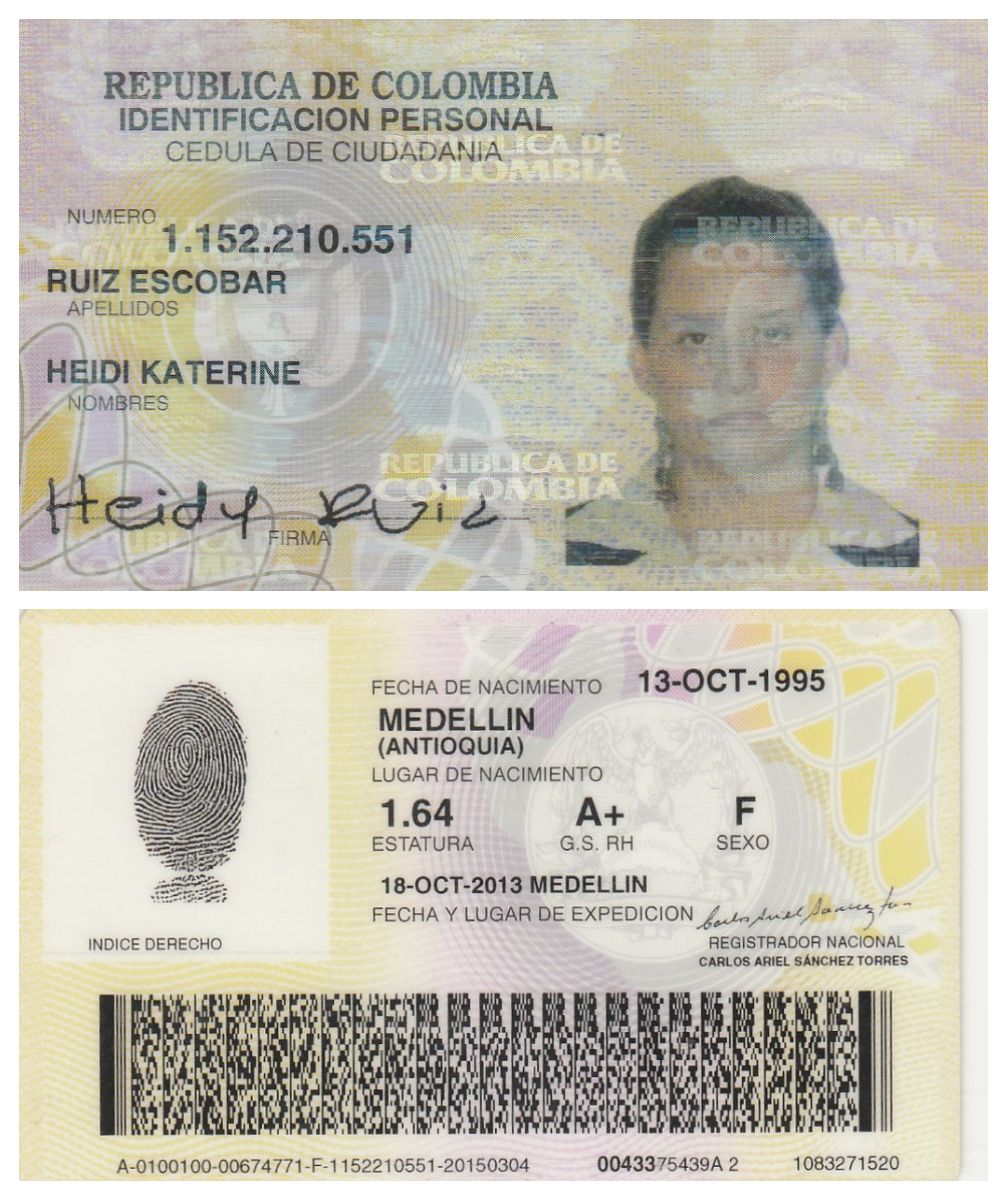 REPUBLICA DE COLOMBIA
IDENTIFICACION PERSONAL
CEDULA DE CIUDADANIA
REPUBLICA DE
COLOMBIA
NUMERO 1.152.210.551
REPUBLICA DE
COLOMBIA
RUIZ ESCOBAR
APELLIDOS
HEIDI KATERINE
NOMBRES
REPUBLICA DE
COLOMBIA
Heidy Ruiz
FIRMA
FECHA DE NACIMIENTO 13-OCT-1995
MEDELLIN
(ANTIOQUIA)
LUGAR DE NACIMIENTO
1.64 A+ F
ESTATURA G.S. RH SEXO
18-OCT-2013 MEDELLIN
FECHA Y LUGAR DE EXPEDICION
REGISTRADOR NACIONAL
CARLOS ARIEL SÁNCHEZ TORRES
INDICE DERECHO
A-0100100-00674771-F-1152210551-20150304 0043375439A 2 1083271520